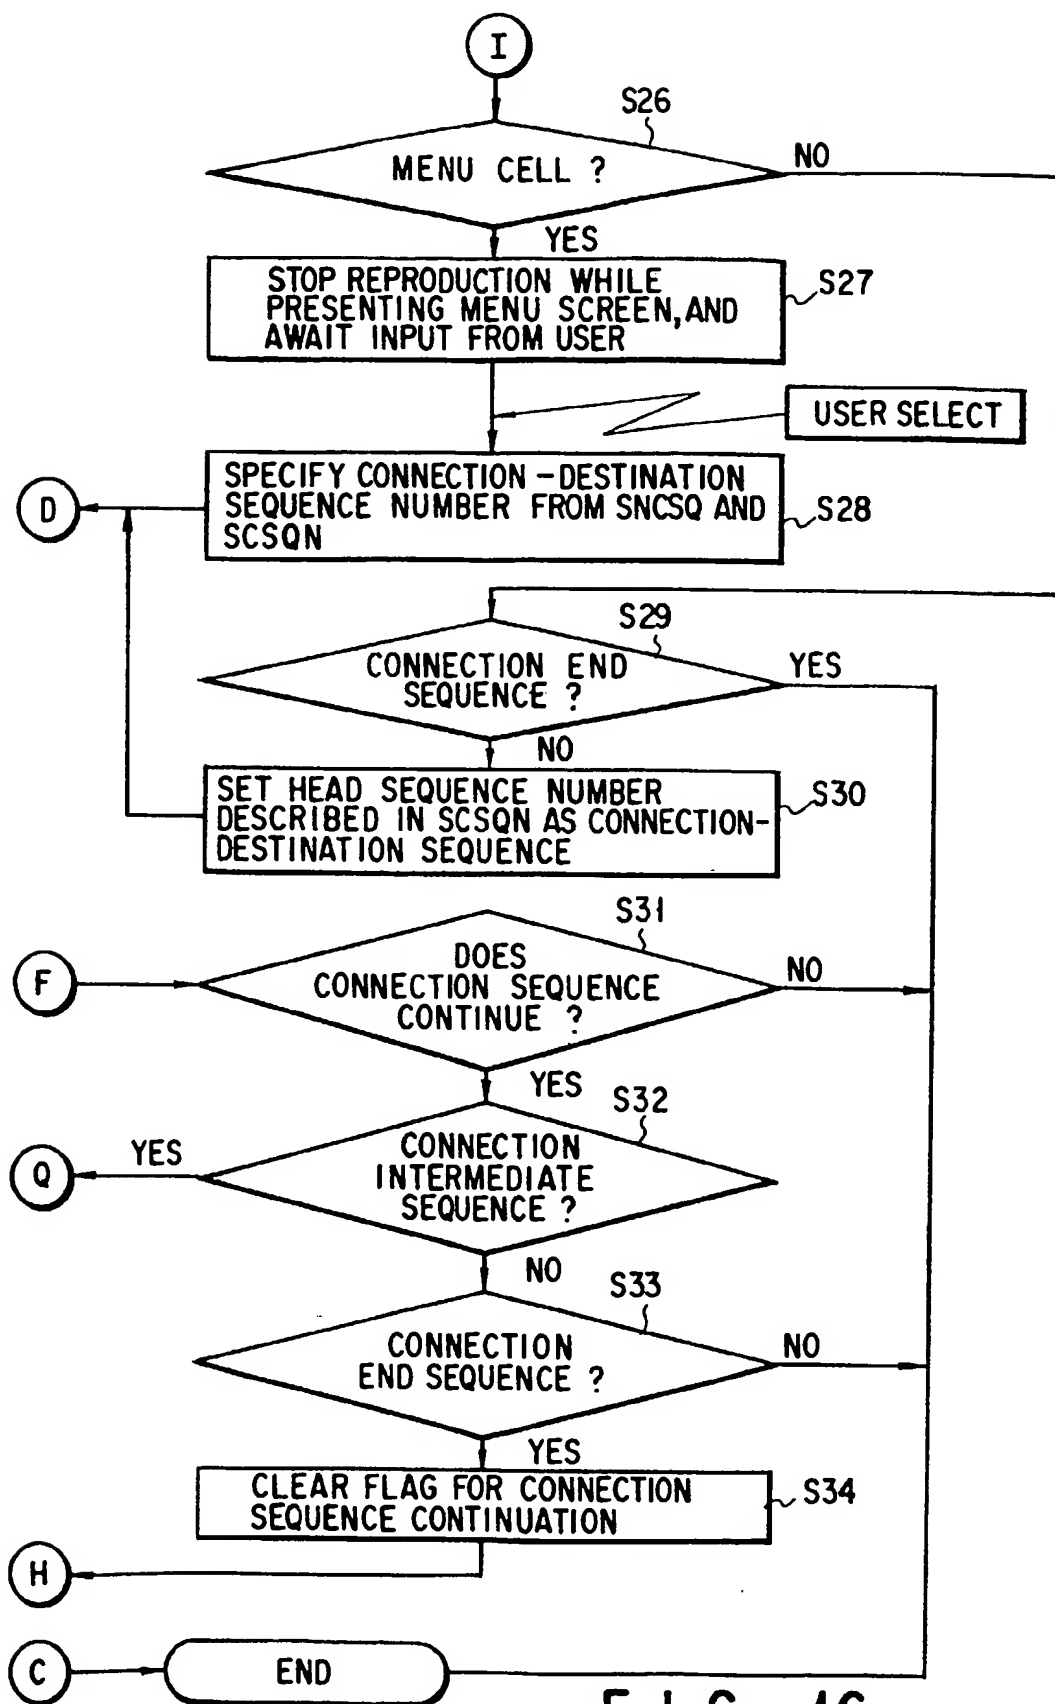 I
S26
MENU CELL ?
NO
YES
STOP REPRODUCTION WHILE
PRESENTING MENU SCREEN, AND
AWAIT INPUT FROM USER
S27
USER SELECT
SPECIFY CONNECTION-DESTINATION
SEQUENCE NUMBER FROM SNCSQ AND
SCSQN
S28
D
S29
CONNECTION END
SEQUENCE ?
YES
NO
SET HEAD SEQUENCE NUMBER
DESCRIBED IN SCSQN AS CONNECTION-
DESTINATION SEQUENCE
S30
S31
F
DOES
CONNECTION SEQUENCE
CONTINUE ?
NO
YES
S32
Q
YES
CONNECTION
INTERMEDIATE
SEQUENCE ?
NO
S33
CONNECTION
END SEQUENCE ?
NO
YES
CLEAR FLAG FOR CONNECTION
SEQUENCE CONTINUATION
S34
H
C
END